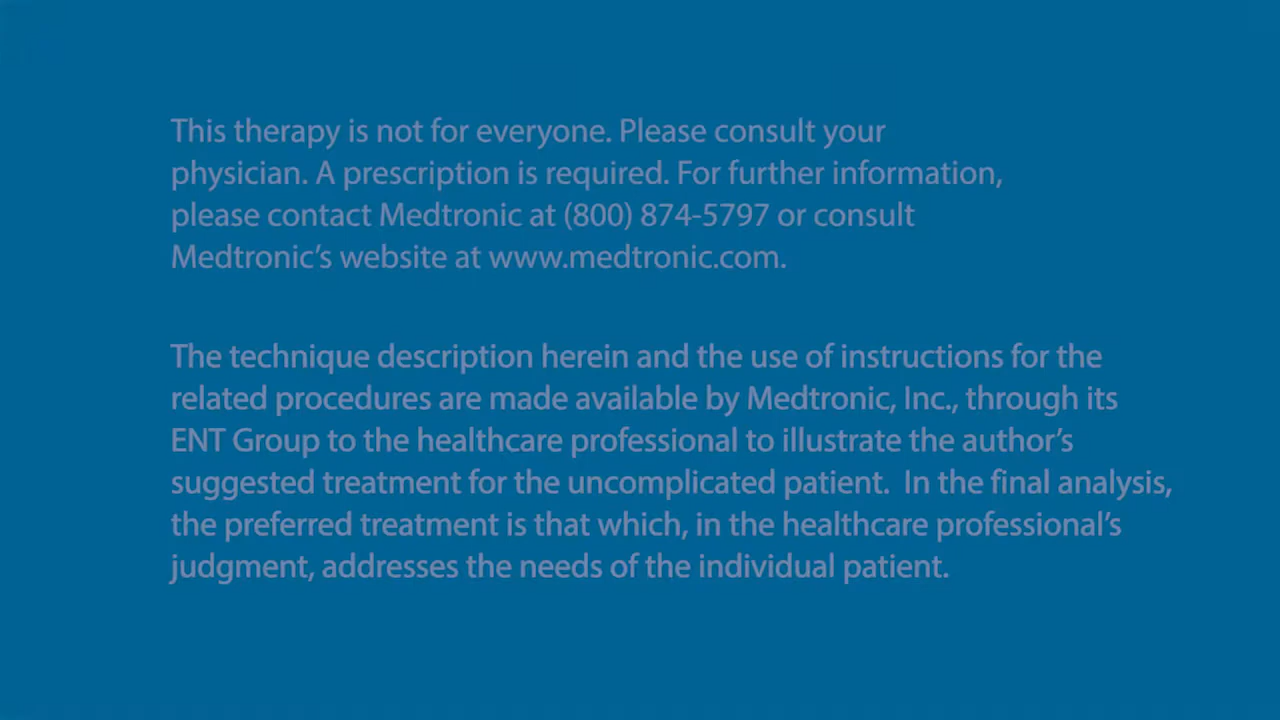 This therapy is not for everyone. Please consult your
physician. A prescription is required. For further information,
please contact Medtronic at (800) 874-5797 or consult
Medtronic’s website at www.medtronic.com.
The technique description herein and the use of instructions for the
related procedures are made available by Medtronic, Inc., through its
ENT Group to the healthcare professional to illustrate the author’s
suggested treatment for the uncomplicated patient.  In the final analysis,
the preferred treatment is that which, in the healthcare professional’s
judgment, addresses the needs of the individual patient.